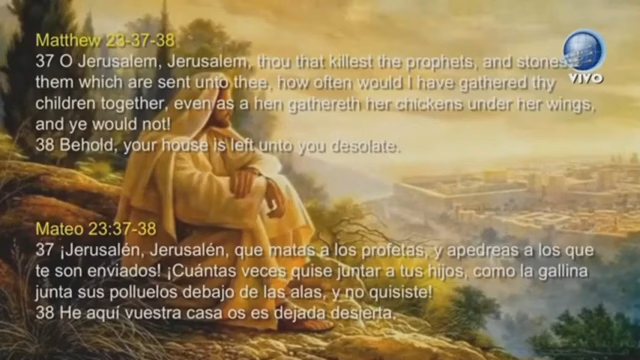 Matthew 23-37-38
37 O Jerusalem, Jerusalem, thou that killest the prophets, and stonest
them which are sent unto thee, how often would I have gathered thy
children together, even as a hen gathereth her chickens under her wings,
and ye would not!
38 Behold, your house is left unto you desolate.
VIVO
Mateo 23:37-38
37 ¡Jerusalén, Jerusalén, que matas a los profetas, y apedreas a los que
te son enviados! ¡Cuántas veces quise juntar a tus hijos, como la gallina
junta sus polluelos debajo de las alas, y no quisiste!
38 He aquí vuestra casa os es dejada desierta.